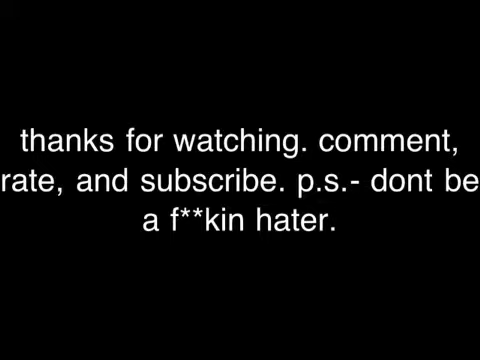 thanks for watching. comment,
rate, and subscribe. p.s.- dont be
a f**kin hater.